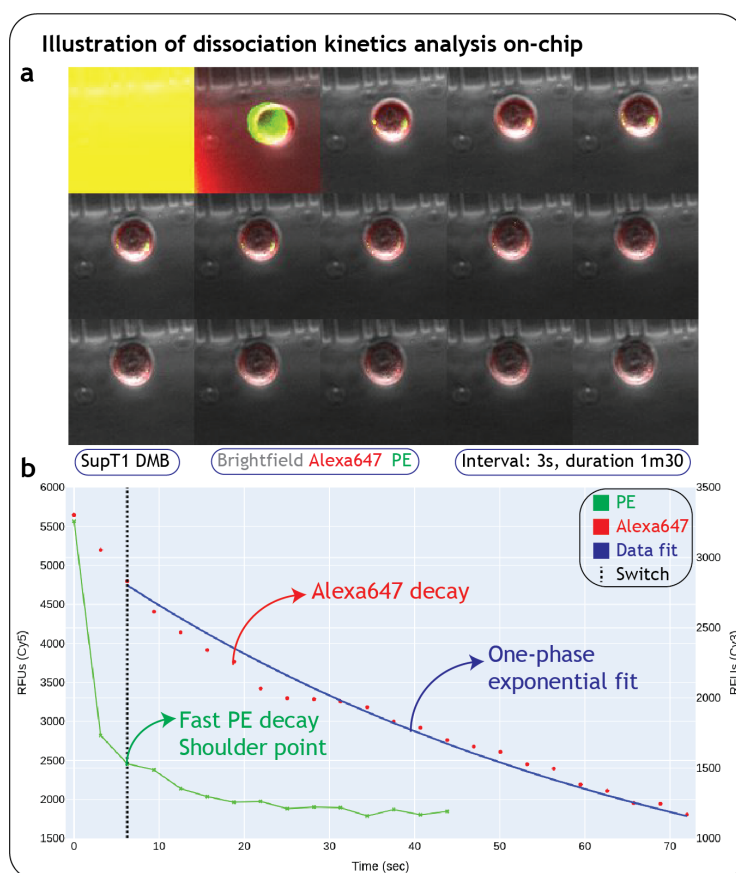 Illustration of dissociation kinetics analysis on-chip
a
SupT1 DMB
Brightfield Alexa647 PE
Interval: 3s, duration 1m30
b
6000
5500
5000
4500
4000
3500
3000
2500
2000
1500
RFUs (Cy5)
3500
3000
2500
2000
1500
1000
RFUs (Cy3)
PE
Alexa647
Data fit
Switch
Alexa647 decay
One-phase
exponential fit
Fast PE decay
Shoulder point
0
10
20
30
40
50
60
70
Time (sec)